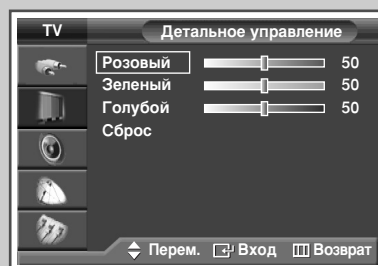 TV Детальное управление
Розовый 50
Зеленый 50
Голубой 50
Сброс
Перем. Вход Возврат